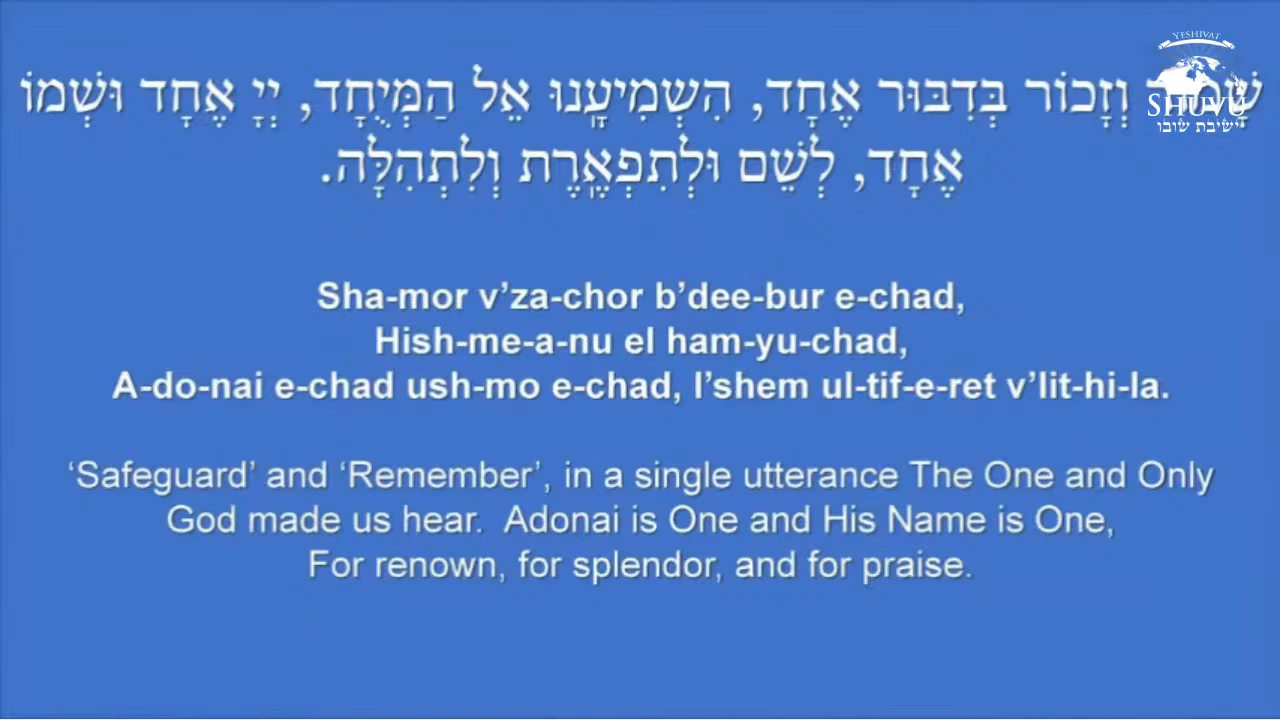 YESHIVAT
SHUVU
ישיבת שובו
וְזָכוֹר בְּדִבּוּר אֶחָד, הִשְׁמִיעָֽנוּ אֵל הַמְּיֻחָד, יְיָ אֶחָד וּשְׁמוֹ
אֶחָד, לְשֵׁם וּלְתִפְאֶֽרֶת וְלִתְהִלָּה.
Sha-mor v’za-chor b’dee-bur e-chad,
Hish-me-a-nu el ham-yu-chad,
A-do-nai e-chad ush-mo e-chad, l’shem ul-tif-e-ret v’lit-hi-la.
‘Safeguard’ and ‘Remember’, in a single utterance The One and Only
God made us hear.  Adonai is One and His Name is One,
For renown, for splendor, and for praise.